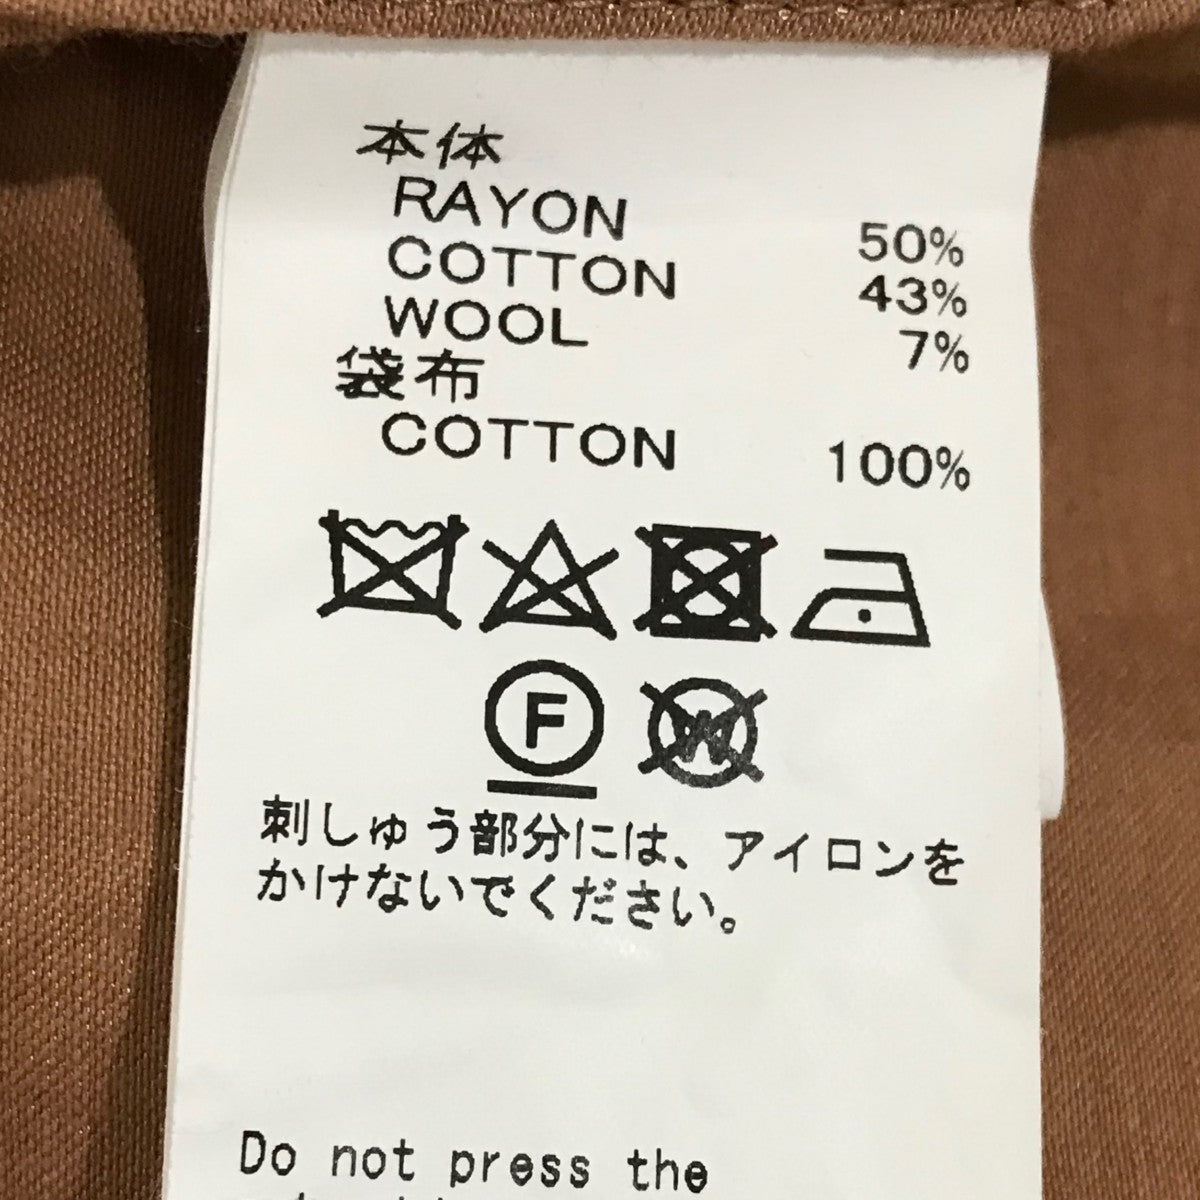 本体
RAYON 50%
COTTON 43%
WOOL 7%
袋布
COTTON 100%
F W
刺しゅう部分には、アイロンを
かけないでください。
Do not press the